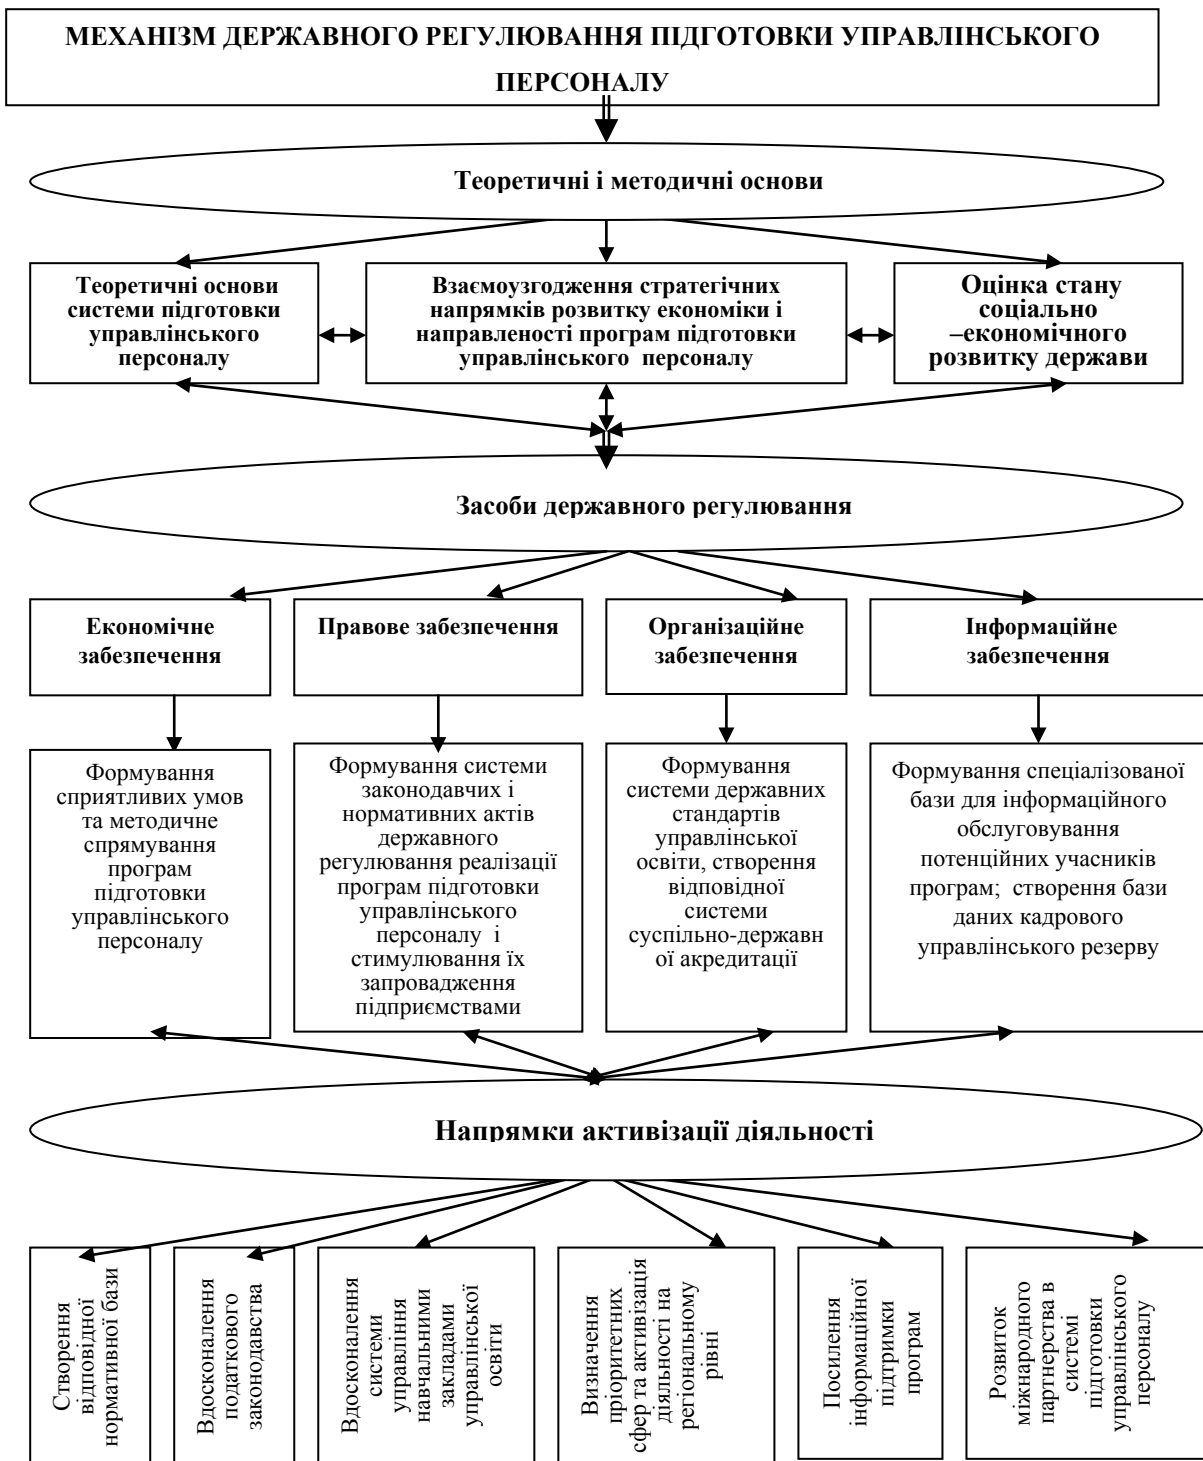 МЕХАНІЗМ ДЕРЖАВНОГО РЕГУЛЮВАННЯ ПІДГОТОВКИ УПРАВЛІНСЬКОГО
ПЕРСОНАЛУ
Теоретичні і методичні основи
Теоретичні основи
системи підготовки
управлінського
персоналу
Взаємоузгодження стратегічних
напрямків розвитку економіки і
направленості програм підготовки
управлінського персоналу
Оцінка стану
соціально
–економічного
розвитку держави
Засоби державного регулювання
Економічне
забезпечення
Правове забезпечення
Організаційне
забезпечення
Інформаційне
забезпечення
Формування
сприятливих умов
та методичне
спрямування
програм
підготовки
управлінського
персоналу
Формування системи
законодавчих і
нормативних актів
державного
регулювання реалізації
програм підготовки
управлінського
персоналу і
стимулювання їх
запровадження
підприємствами
Формування
системи державних
стандартів
управлінської
освіти, створення
відповідної
системи
суспільно-державн
ої акредитації
Формування спеціалізованої
бази для інформаційного
обслуговування
потенційних учасників
програм; створення бази
даних кадрового
управлінського резерву
Напрямки активізації діяльності
Створення
відповідної
нормативної бази
Вдосконалення
податкового
законодавства
Вдосконалення
системи
управління
навчальними
закладами
управлінської
освіти
Визначення
пріоритетних
сфер та активізація
діяльності на
регіональному
рівні
Посилення
інформаційної
підтримки
програм
Розвиток
міжнародного
партнерства в
системі
підготовки
управлінського
персоналу